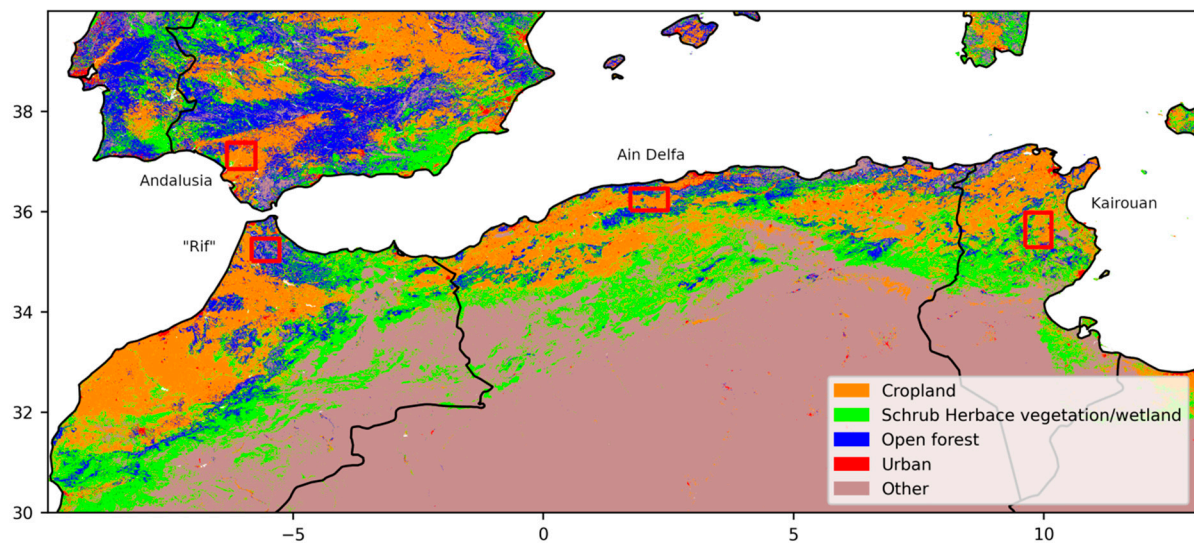 38
36
34
32
30
Andalusia
Ain Delfa
Kairouan
"Rif"
Cropland
Schrub Herbace vegetation/wetland
Open forest
Urban
Other
−5
0
5
10